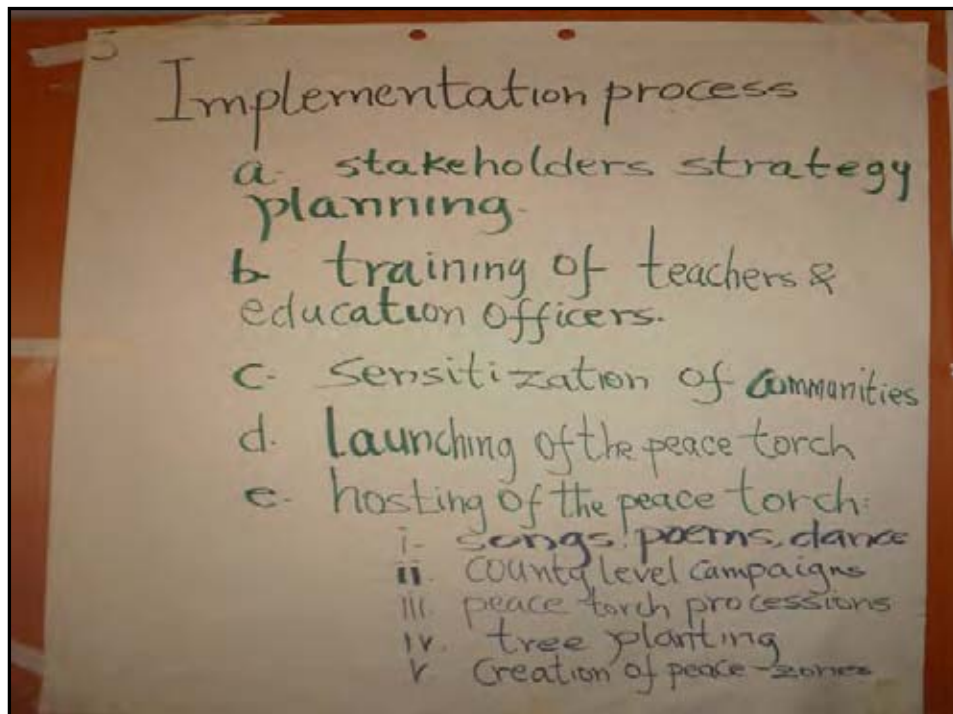 5
Implementation process
a. stakeholders strategy
planning.
b- training of teachers &
education officers.
c- Sensitization of communities
d. Launching of the peace torch
e- hosting of the peace torch:
i- songs, poems, dance
ii. County level campaigns
iii. peace torch processions
iv. tree planting
v Creation of peace-zones